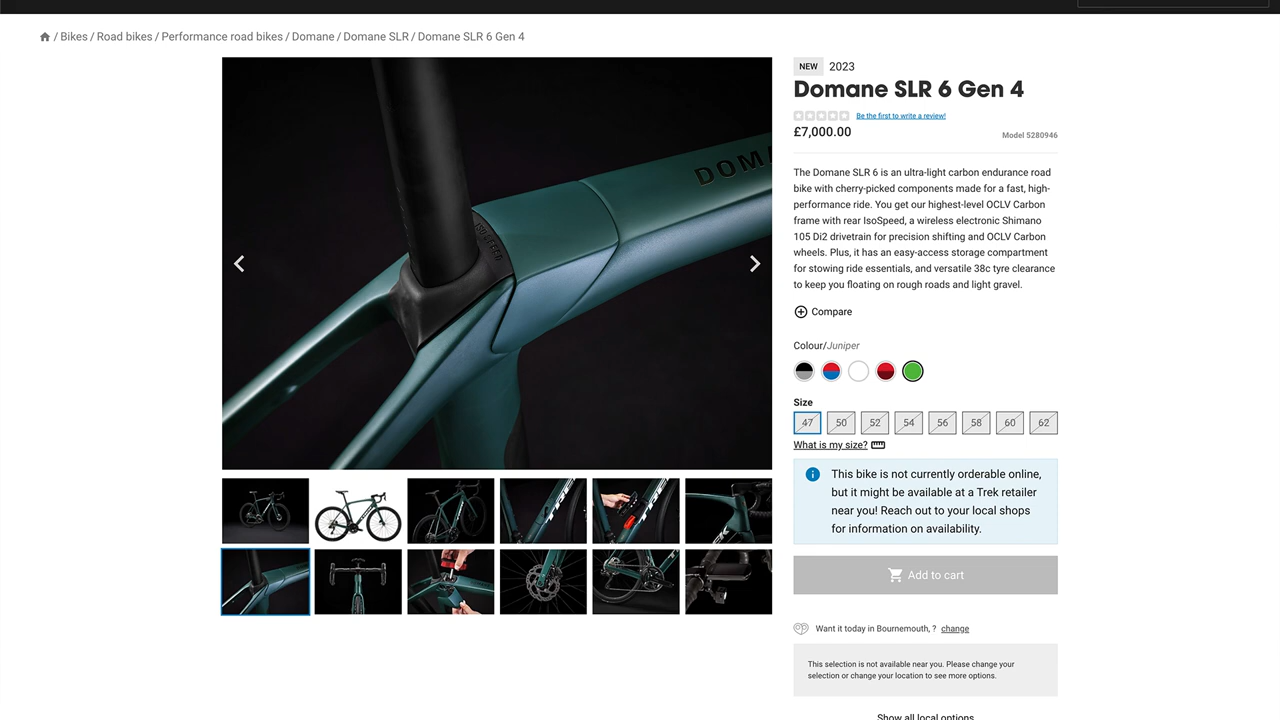 / Bikes / Road bikes / Performance road bikes / Domane / Domane SLR / Domane SLR 6 Gen 4
DOMA
ISOSPEED
NEW 2023
Domane SLR 6 Gen 4
Be the first to write a review!
£7,000.00
Model 5280946
The Domane SLR 6 is an ultra-light carbon endurance road
bike with cherry-picked components made for a fast, high-
performance ride. You get our highest-level OCLV Carbon
frame with rear IsoSpeed, a wireless electronic Shimano
105 Di2 drivetrain for precision shifting and OCLV Carbon
wheels. Plus, it has an easy-access storage compartment
for stowing ride essentials, and versatile 38c tyre clearance
to keep you floating on rough roads and light gravel.
Compare
Colour/Juniper
Size
47 50 52 54 56 58 60 62
What is my size?
This bike is not currently orderable online,
but it might be available at a Trek retailer
near you! Reach out to your local shops
for information on availability.
Add to cart
Want it today in Bournemouth, ? change
This selection is not available near you. Please change your
selection or change your location to see more options.
Show all local options